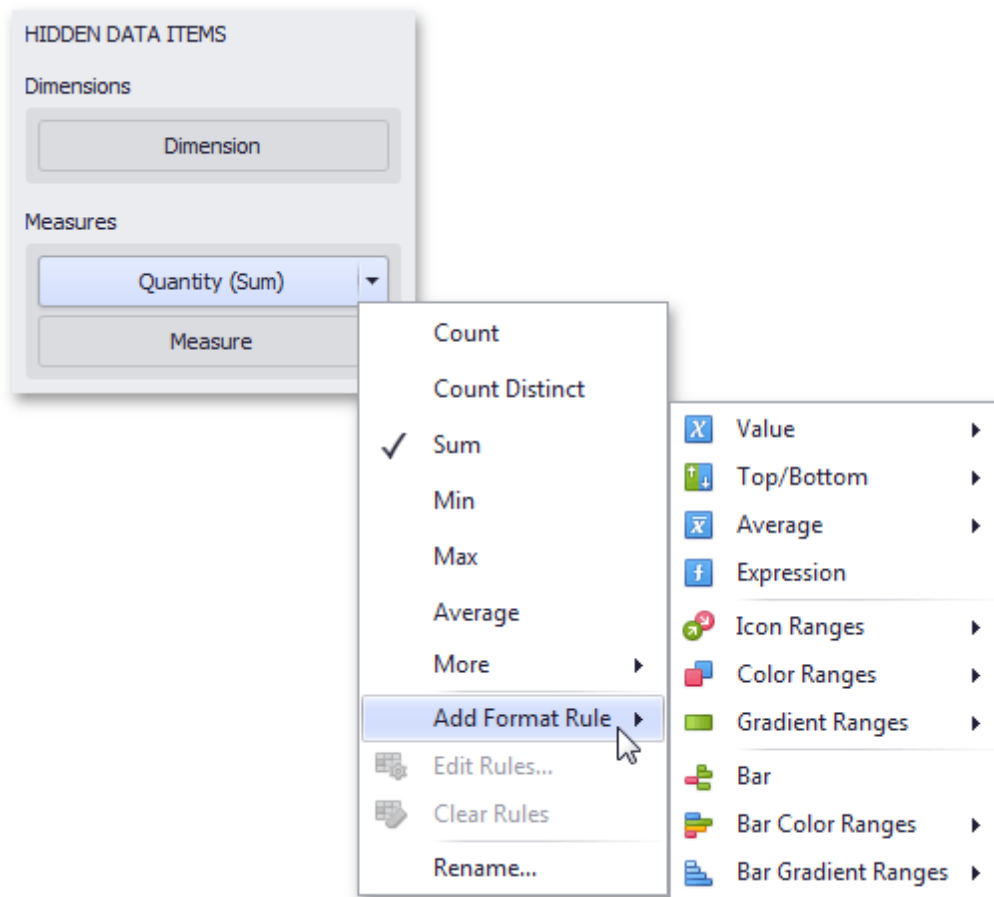 HIDDEN DATA ITEMS
Dimensions
Dimension
Measures
Quantity (Sum)
Measure
Count
Count Distinct
Sum
Min
Max
Average
More
Add Format Rule
Edit Rules...
Clear Rules
Rename...
Value
Top/Bottom
Average
Expression
Icon Ranges
Color Ranges
Gradient Ranges
Bar
Bar Color Ranges
Bar Gradient Ranges